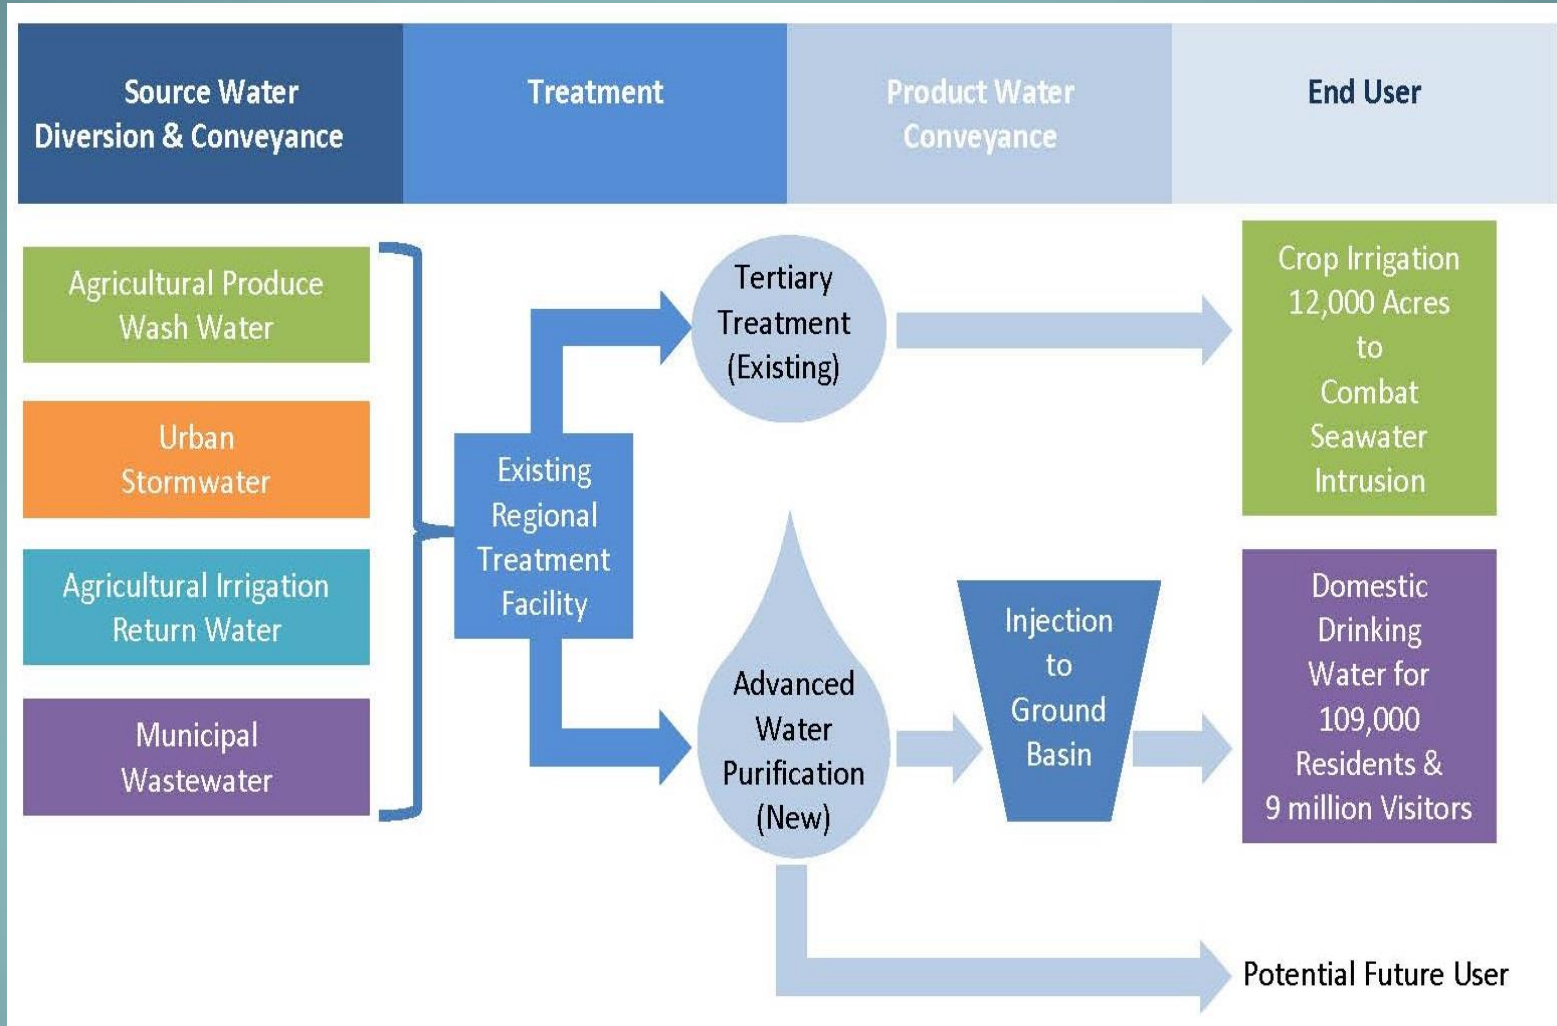 Source Water
Diversion & Conveyance
Treatment
Product Water
Conveyance
End User
Agricultural Produce
Wash Water
Urban
Stormwater
Agricultural Irrigation
Return Water
Municipal
Wastewater
Existing
Regional
Treatment
Facility
Tertiary
Treatment
(Existing)
Advanced
Water
Purification
(New)
Injection
to
Ground
Basin
Crop Irrigation
12,000 Acres
to
Combat
Seawater
Intrusion
Domestic
Drinking
Water for
109,000
Residents &
9 million Visitors
Potential Future User